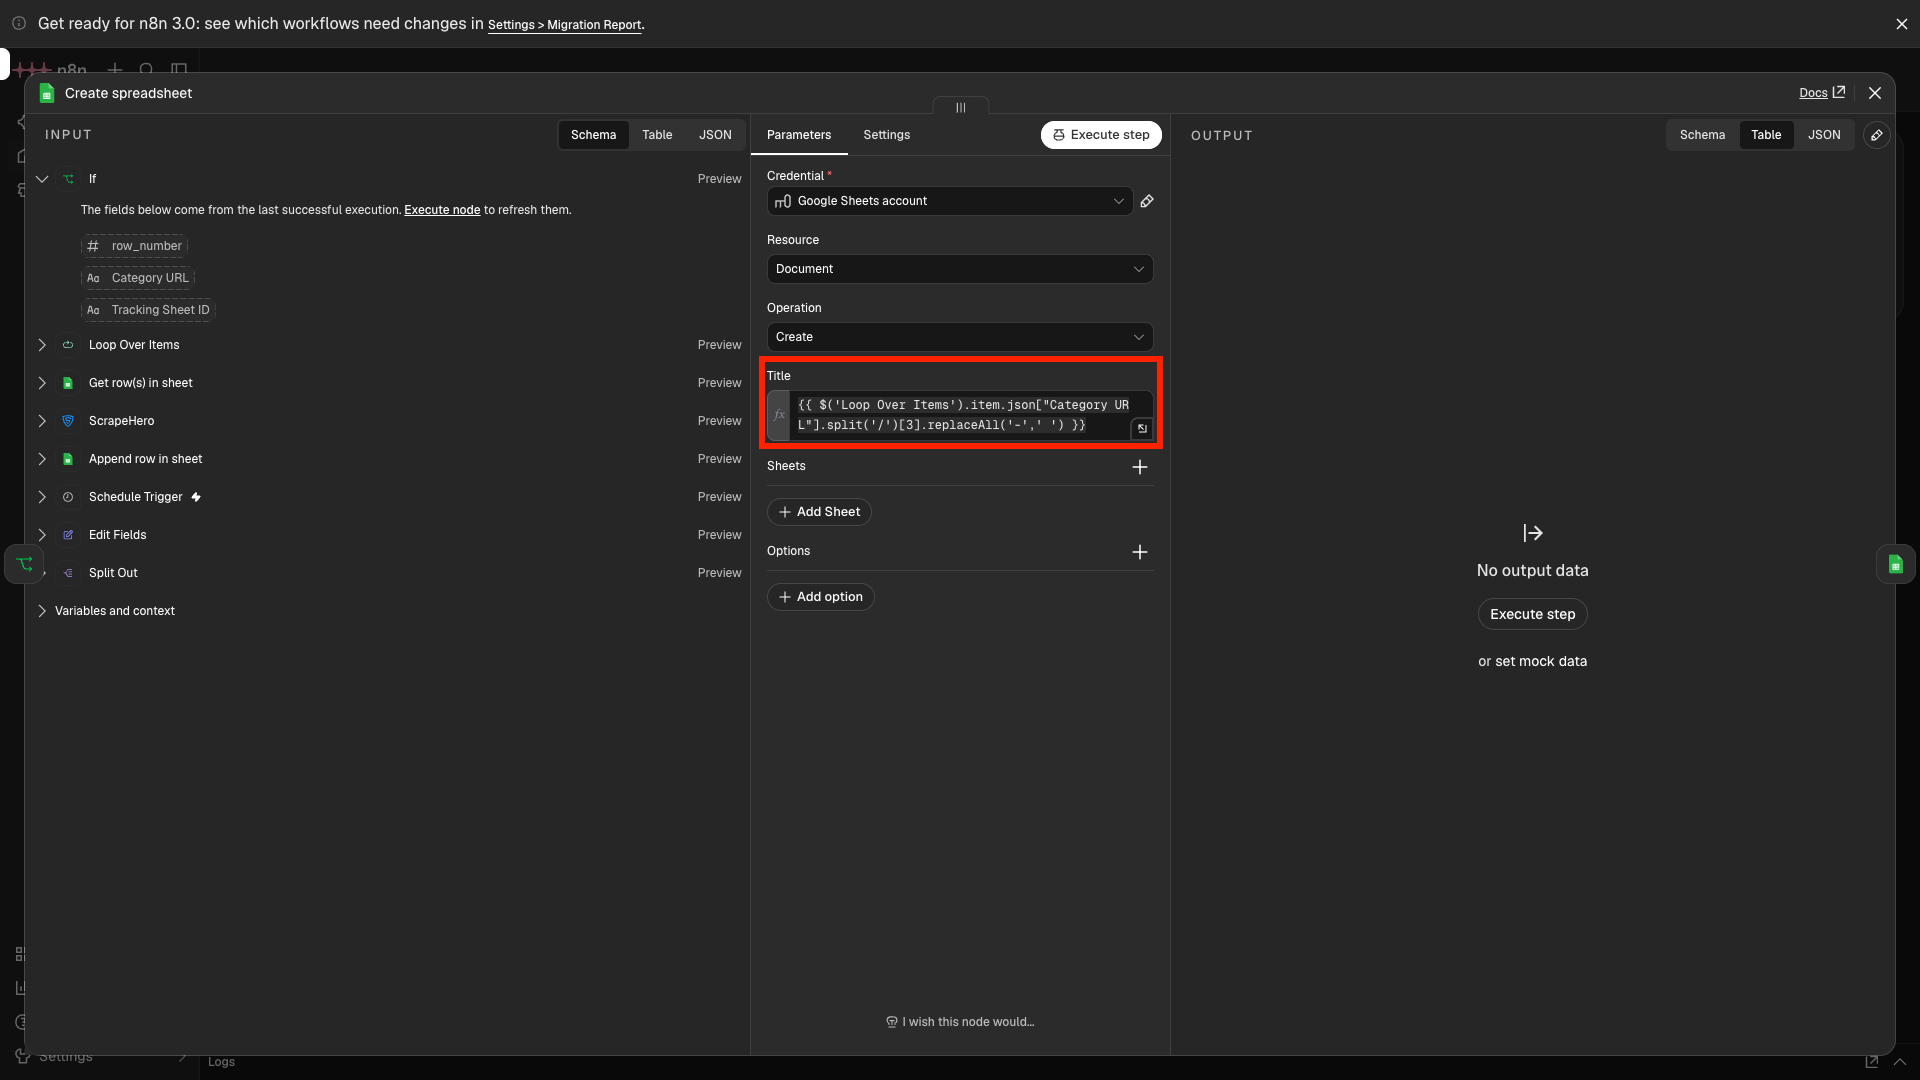 Get ready for n8n 3.0: see which workflows need changes in Settings > Migration Report.
n8n
Create spreadsheet
Docs
INPUT
Schema
Table
JSON
Parameters
Settings
Execute step
OUTPUT
Schema
Table
JSON
If
Preview
The fields below come from the last successful execution. Execute node to refresh them.
# row_number
Aa Category URL
Aa Tracking Sheet ID
Loop Over Items
Preview
Get row(s) in sheet
Preview
ScrapeHero
Preview
Append row in sheet
Preview
Schedule Trigger
Preview
Edit Fields
Preview
Split Out
Preview
Variables and context
Credential *
Google Sheets account
Resource
Document
Operation
Create
Title
fx
{{ $('Loop Over Items').item.json["Category UR
L"].split('/')[3].replaceAll('-',' ') }}
Sheets
+ Add Sheet
Options
+ Add option
I wish this node would...
No output data
Execute step
or set mock data
Settings
Logs